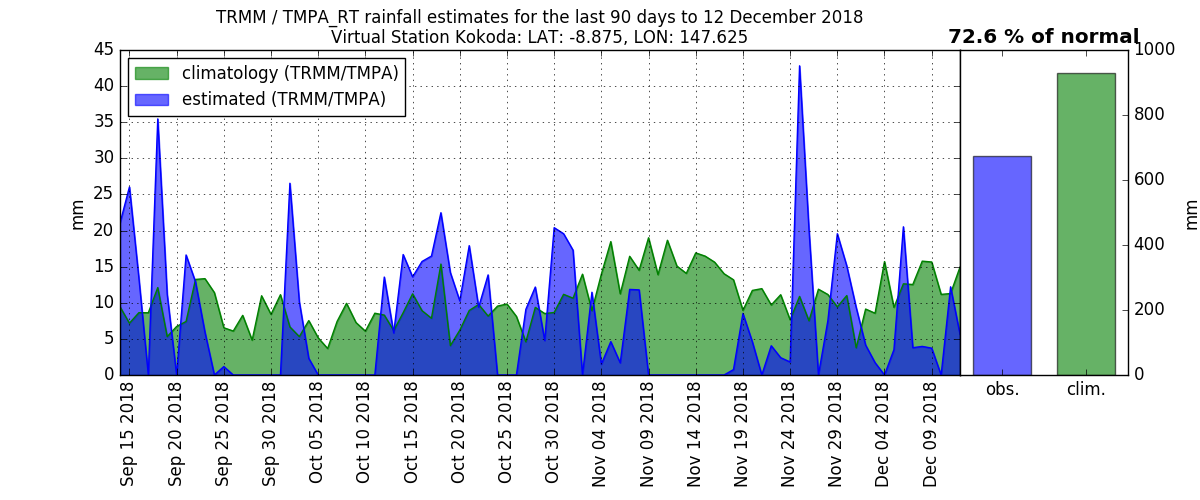 TRMM / TMPA_RT rainfall estimates for the last 90 days to 12 December 2018
Virtual Station Kokoda: LAT: -8.875, LON: 147.625
72.6 % of normal
climatology (TRMM/TMPA)
estimated (TRMM/TMPA)
45
40
35
30
25
20
15
10
5
0
mm
Sep 15 2018
Sep 20 2018
Sep 25 2018
Sep 30 2018
Oct 05 2018
Oct 10 2018
Oct 15 2018
Oct 20 2018
Oct 25 2018
Oct 30 2018
Nov 04 2018
Nov 09 2018
Nov 14 2018
Nov 19 2018
Nov 24 2018
Nov 29 2018
Dec 04 2018
Dec 09 2018
1000
800
600
400
200
0
mm
obs.
clim.